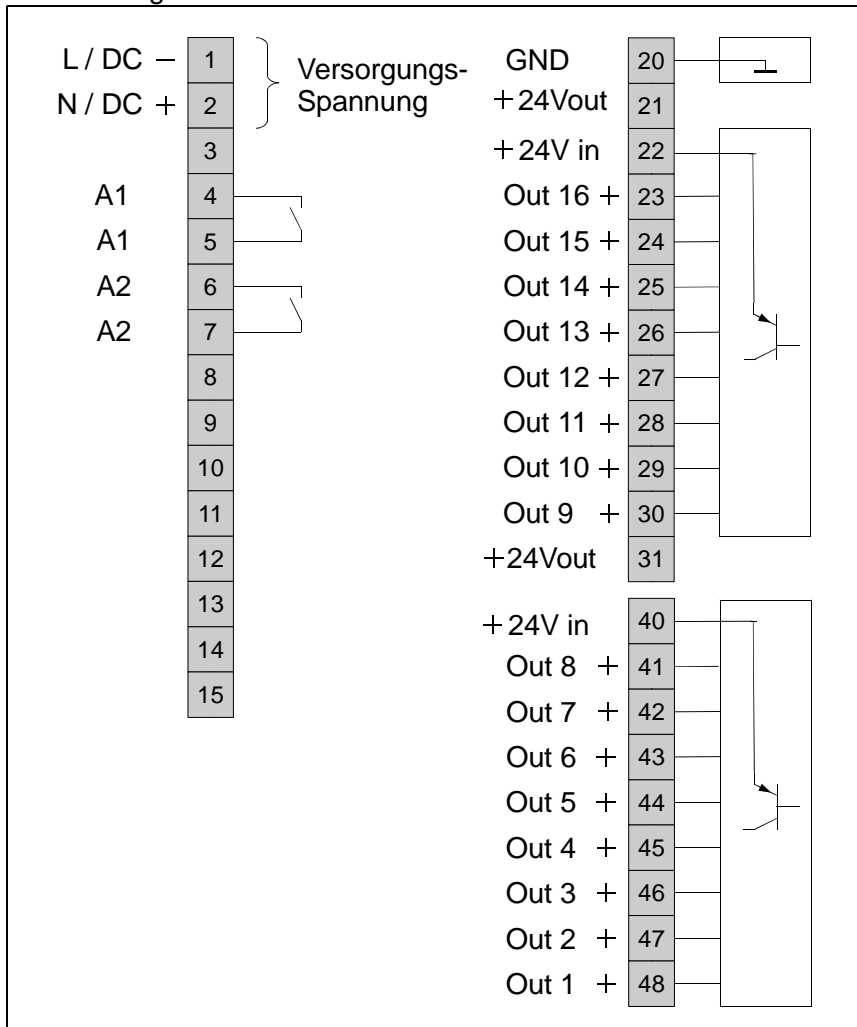 L / DC – 1
N / DC + 2
Versorgungs-
Spannung
3
A1 4
A1 5
A2 6
A2 7
8
9
10
11
12
13
14
15
GND 20
+24Vout 21
+24V in 22
Out 16 + 23
Out 15 + 24
Out 14 + 25
Out 13 + 26
Out 12 + 27
Out 11 + 28
Out 10 + 29
Out 9 + 30
+24Vout 31
+24V in 40
Out 8 + 41
Out 7 + 42
Out 6 + 43
Out 5 + 44
Out 4 + 45
Out 3 + 46
Out 2 + 47
Out 1 + 48